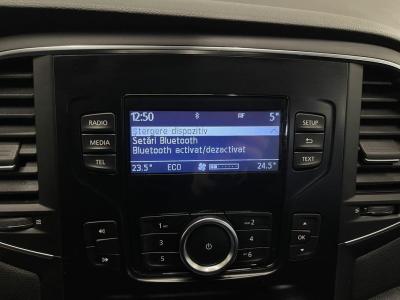 12:50 AF 5°
RADIO
MEDIA
TEL
Ștergere dispozitiv
Setări Bluetooth
Bluetooth activat/dezactivat
23.5° ECO 24.5°
SETUP
TEXT
1 2
3 4
5 6
OK